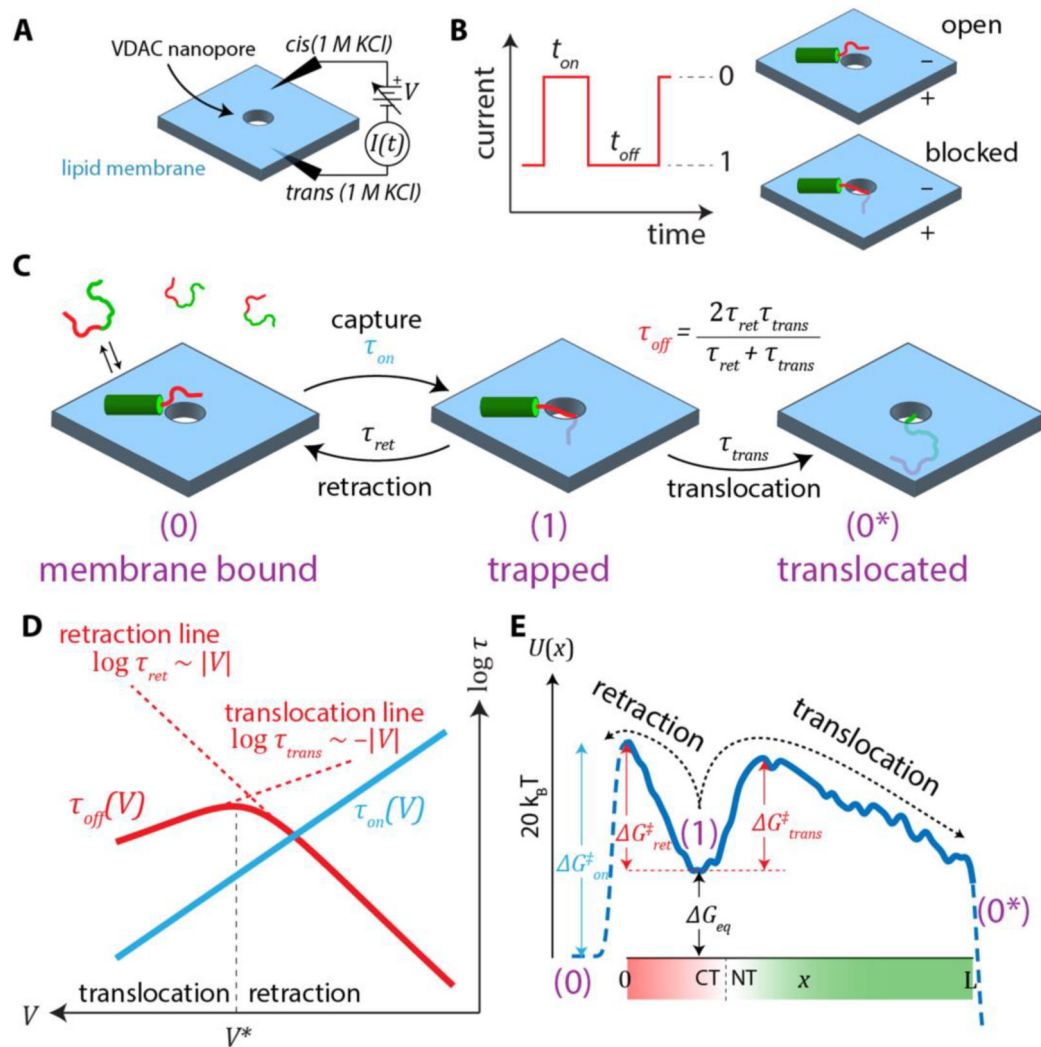 A
VDAC nanopore
cis(1 M KCl)
+
V
I(t)
lipid membrane
trans (1 M KCl)
B
current
t_on
t_off
0
1
time
open
−
+
blocked
−
+
C
capture
τ_on
τ_ret
retraction
τ_off = 2τ_ret τ_trans / τ_ret + τ_trans
τ_trans
translocation
(0)
(1)
(0*)
membrane bound
trapped
translocated
D
retraction line
log τ_ret ~ |V|
translocation line
log τ_trans ~ −|V|
log τ
τ_off(V)
τ_on(V)
translocation
retraction
V
V*
E
U(x)
20 k_BT
retraction
translocation
(1)
ΔG‡_on
ΔG‡_ret
ΔG‡_trans
ΔG_eq
(0)
(0*)
0
CT
NT
x
L